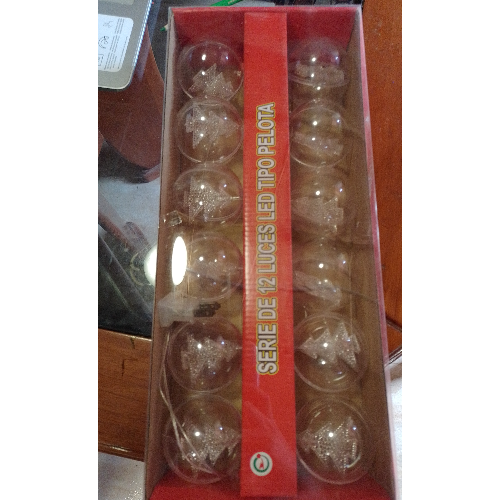 SERIE DE 12 LUCES LED TIPO PELOTA